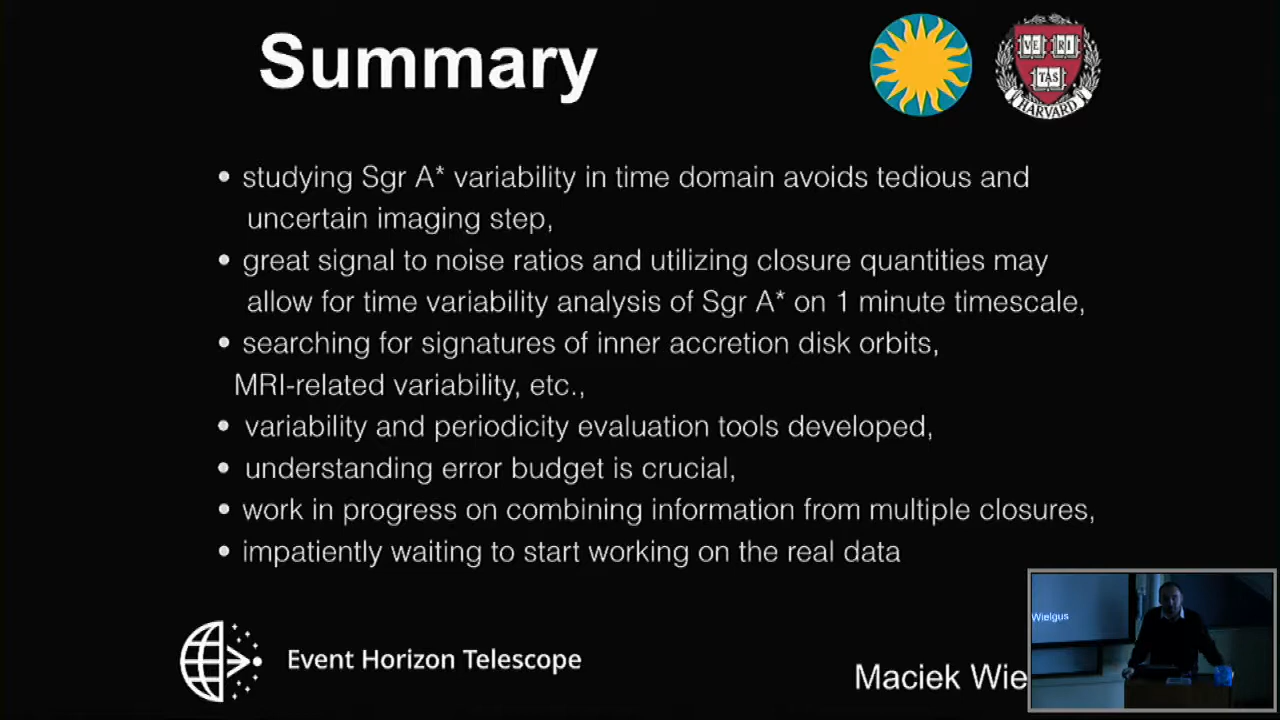 Summary
VE RI
TAS
HARVARD
• studying Sgr A* variability in time domain avoids tedious and
uncertain imaging step,
• great signal to noise ratios and utilizing closure quantities may
allow for time variability analysis of Sgr A* on 1 minute timescale,
• searching for signatures of inner accretion disk orbits,
MRI-related variability, etc.,
• variability and periodicity evaluation tools developed,
• understanding error budget is crucial,
• work in progress on combining information from multiple closures,
• impatiently waiting to start working on the real data
Event Horizon Telescope
Maciek Wie
Wielgus